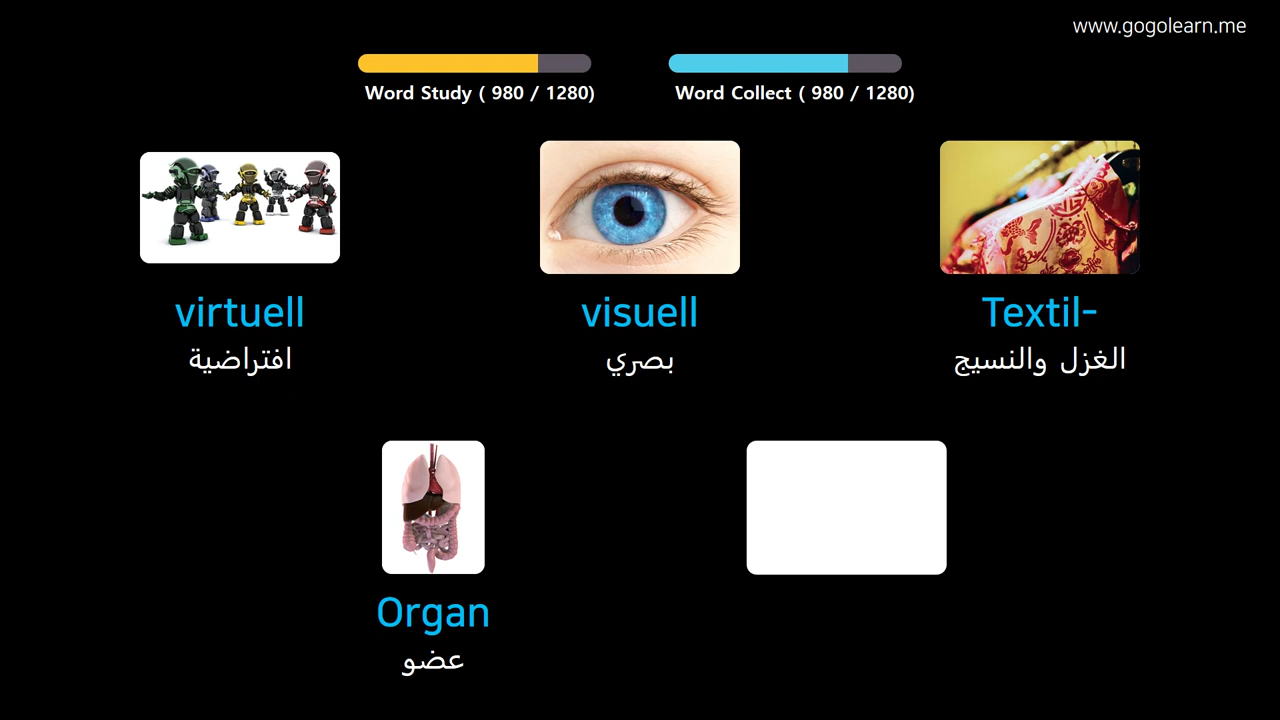 www.gogolearn.me
Word Study ( 980 / 1280)
Word Collect ( 980 / 1280)
virtuell
افتراضية
visuell
بصري
Textil-
الغزل والنسيج
Organ
عضو